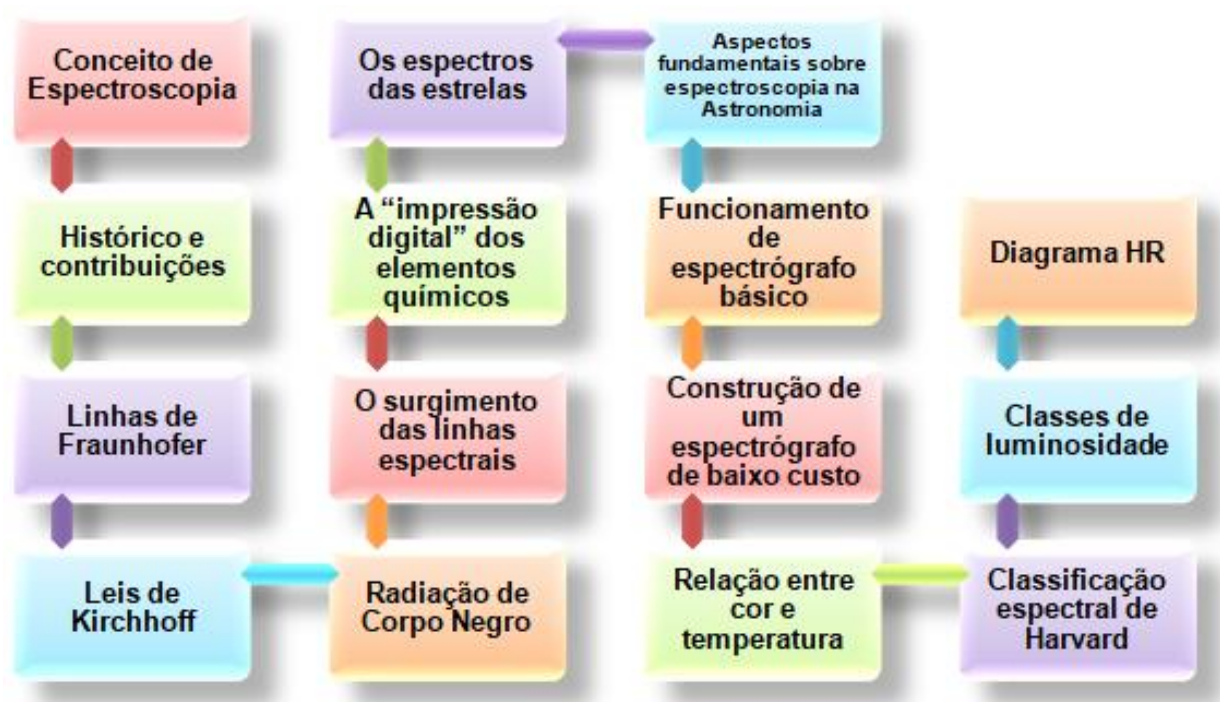 Conceito de
Espectroscopia
Histórico e
contribuições
Linhas de
Fraunhofer
Leis de
Kirchhoff
Radiação de
Corpo Negro
O surgimento
das linhas
espectrais
A “impressão
digital” dos
elementos
químicos
Os espectros
das estrelas
Aspectos
fundamentais sobre
espectroscopia na
Astronomia
Funcionamento
de
espectrógrafo
básico
Construção de
um
espectrógrafo
de baixo custo
Relação entre
cor e
temperatura
Classificação
espectral de
Harvard
Classes de
luminosidade
Diagrama HR